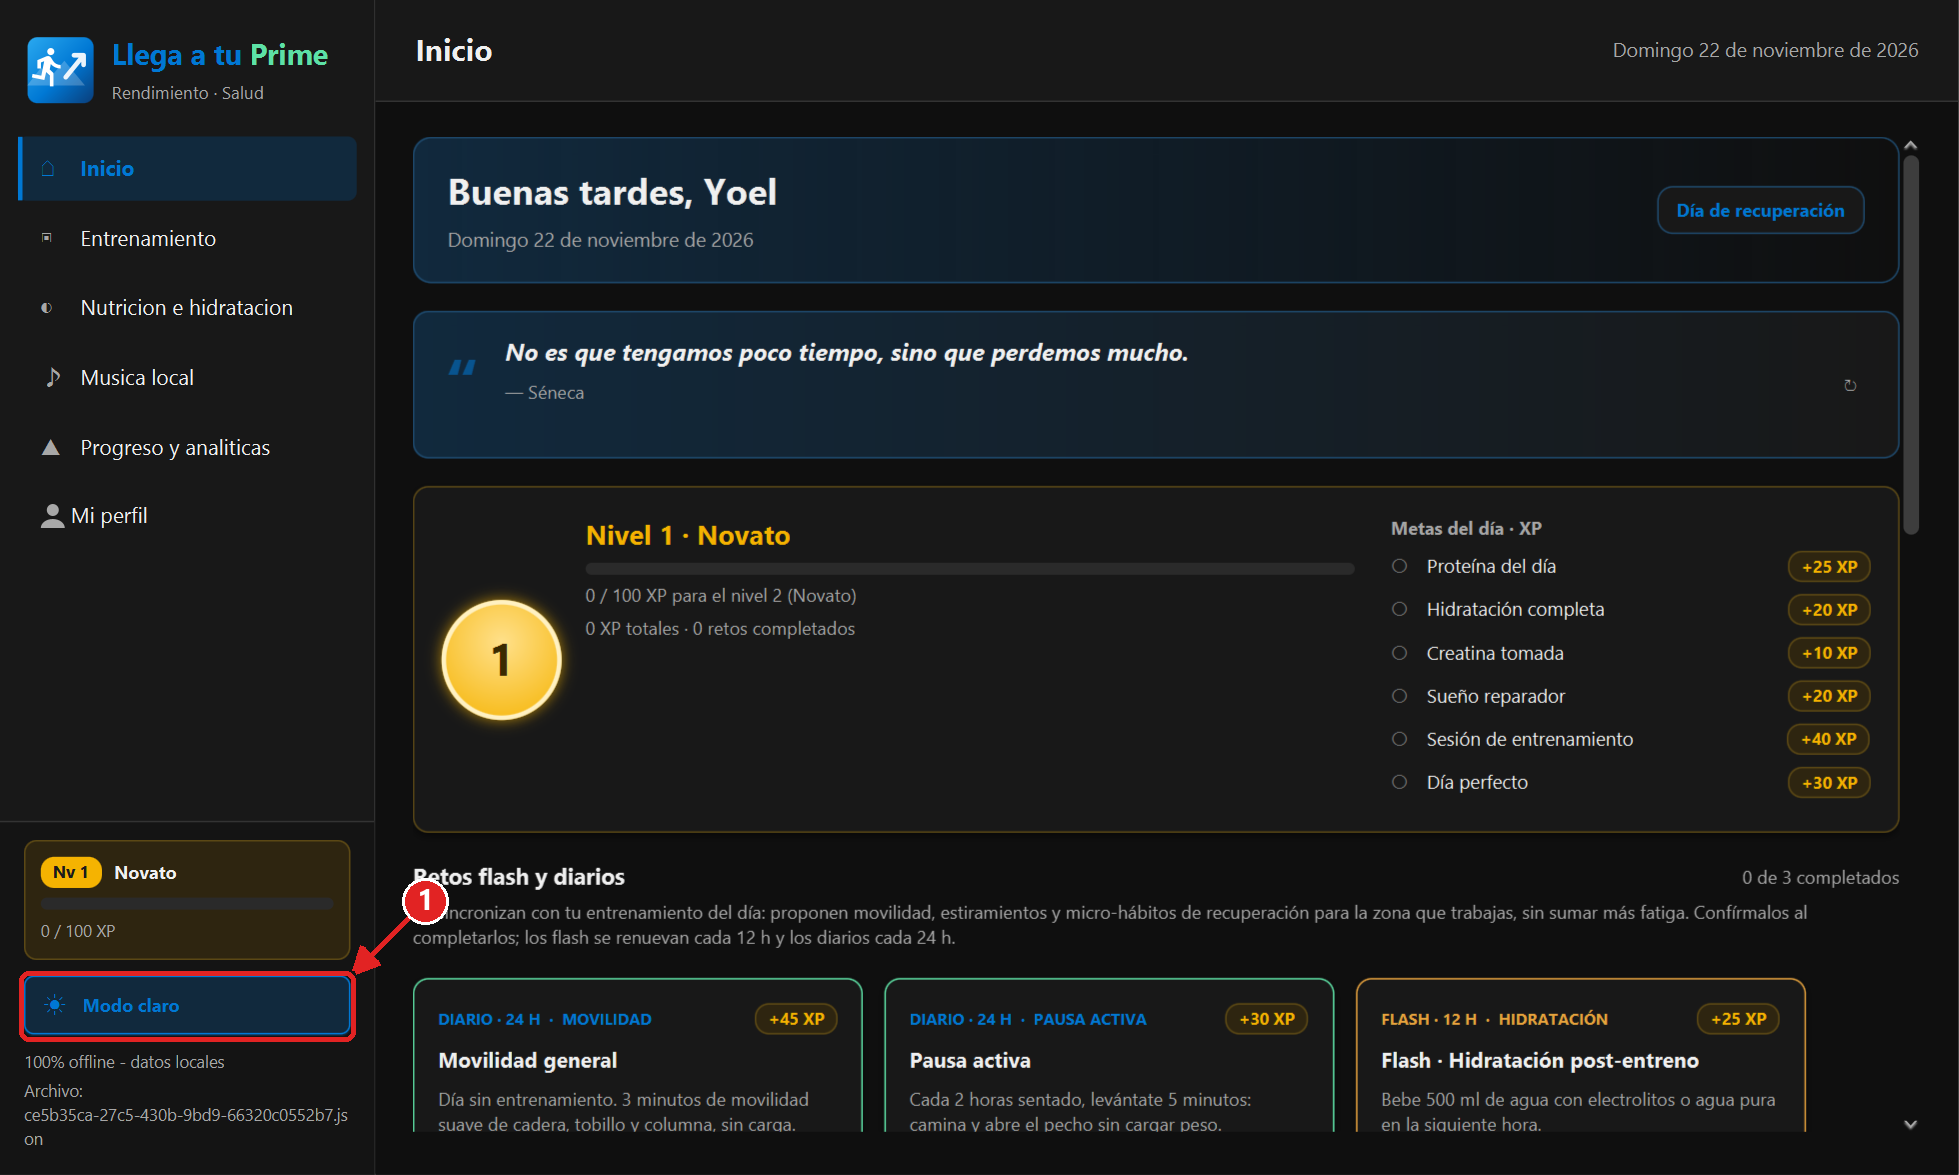 Llega a tu Prime
Rendimiento · Salud
Inicio
Entrenamiento
Nutricion e hidratacion
Musica local
Progreso y analiticas
Mi perfil
Nv 1 Novato
0 / 100 XP
Modo claro
100% offline - datos locales
Archivo:
ce5b35ca-27c5-430b-9bd9-66320c0552b7.js
on
Inicio
Domingo 22 de noviembre de 2026
Buenas tardes, Yoel
Domingo 22 de noviembre de 2026
Día de recuperación
No es que tengamos poco tiempo, sino que perdemos mucho.
— Séneca
1
Nivel 1 · Novato
0 / 100 XP para el nivel 2 (Novato)
0 XP totales · 0 retos completados
Metas del día · XP
Proteína del día +25 XP
Hidratación completa +20 XP
Creatina tomada +10 XP
Sueño reparador +20 XP
Sesión de entrenamiento +40 XP
Día perfecto +30 XP
Retos flash y diarios
0 de 3 completados
1
incronizan con tu entrenamiento del día: proponen movilidad, estiramientos y micro-hábitos de recuperación para la zona que trabajas, sin sumar más fatiga. Confírmalos al
completarlos; los flash se renuevan cada 12 h y los diarios cada 24 h.
DIARIO · 24 H · MOVILIDAD +45 XP
Movilidad general
Día sin entrenamiento. 3 minutos de movilidad
suave de cadera, tobillo y columna, sin carga.
DIARIO · 24 H · PAUSA ACTIVA +30 XP
Pausa activa
Cada 2 horas sentado, levántate 5 minutos:
camina y abre el pecho sin cargar peso.
FLASH · 12 H · HIDRATACIÓN +25 XP
Flash · Hidratación post-entreno
Bebe 500 ml de agua con electrolitos o agua pura
en la siguiente hora.